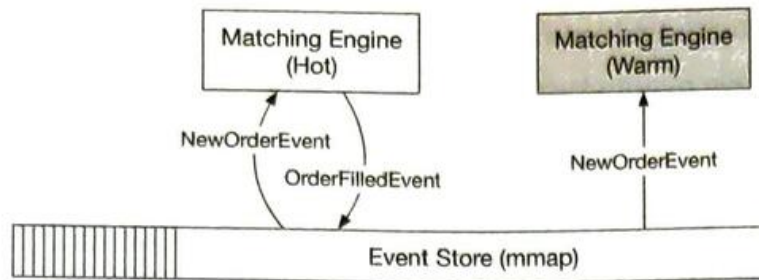 Matching Engine
(Hot)
Matching Engine
(Warm)
NewOrderEvent
OrderFilledEvent
NewOrderEvent
Event Store (mmap)